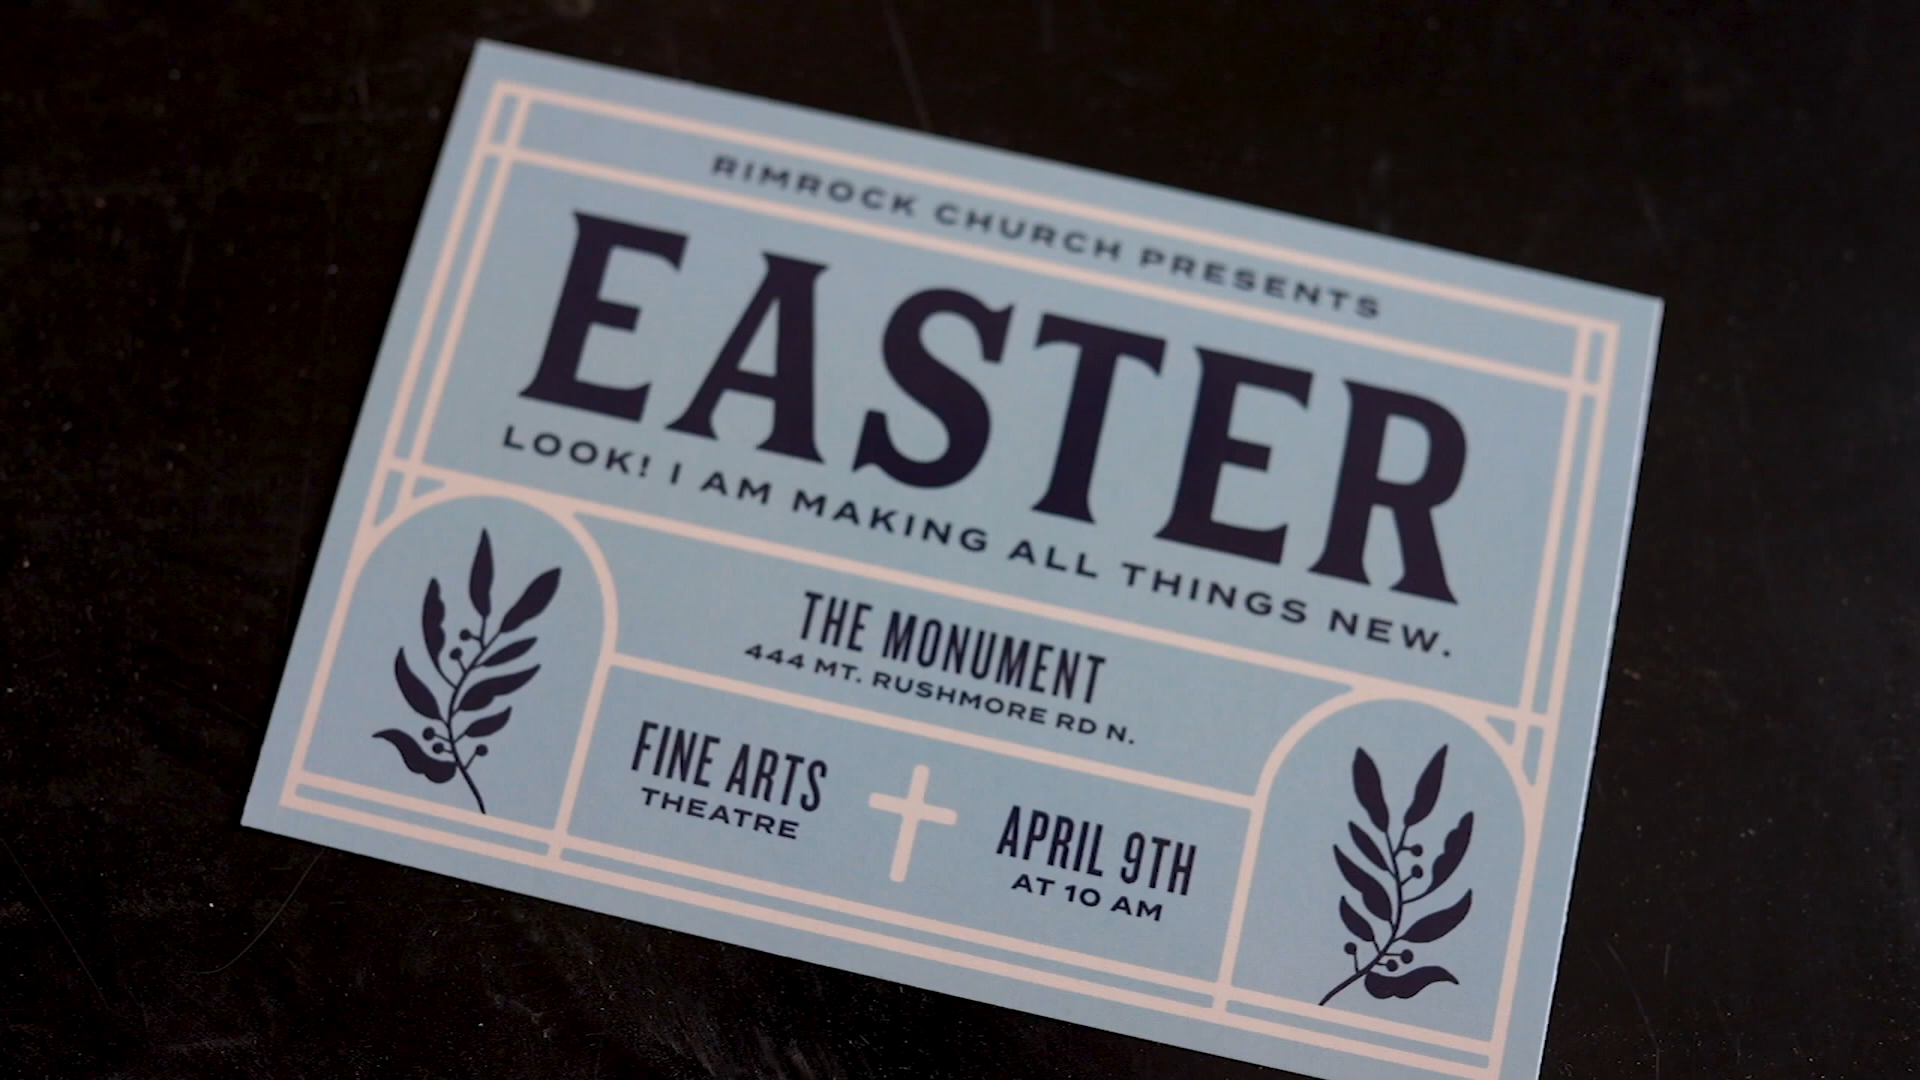 RIMROCK CHURCH PRESENTS
EASTER
LOOK! I AM MAKING ALL THINGS NEW.
THE MONUMENT
444 MT. RUSHMORE RD N.
FINE ARTS
THEATRE
APRIL 9TH
AT 10 AM